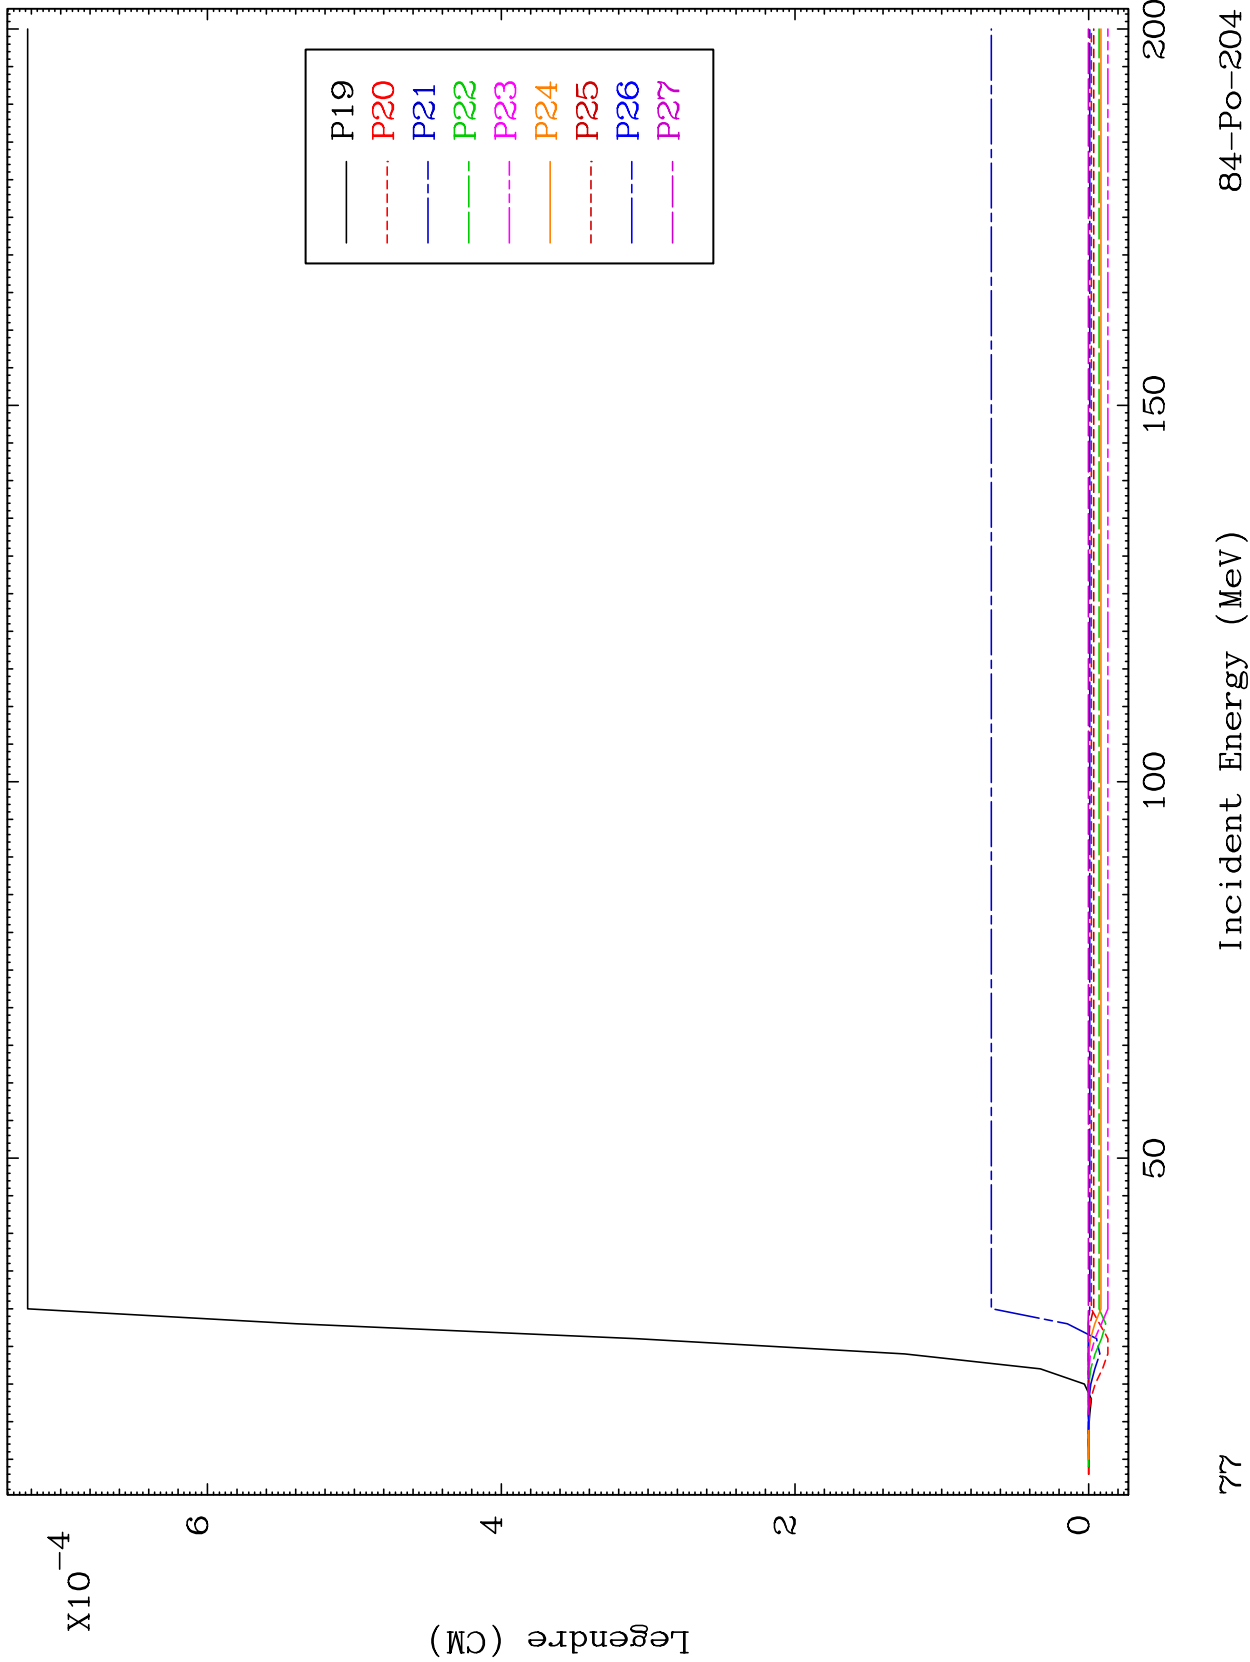 X10-4
6
4
2
0
Legendre (CM)
P19
P20
P21
P22
P23
P24
P25
P26
P27
50
100
150
200
Incident Energy (MeV)
77
84-Po-204